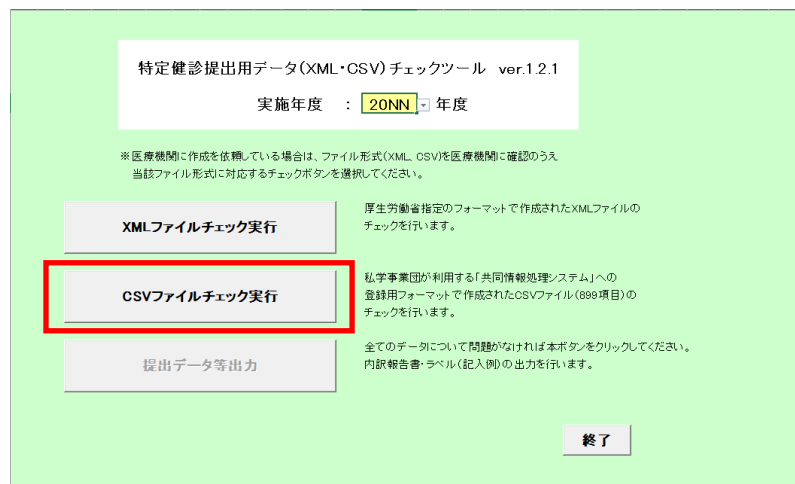 特定健診提出用データ(XML・CSV)チェックツール ver.1.2.1
実施年度 : 20NN 年度
※医療機関に作成を依頼している場合は、ファイル形式(XML、CSV)を医療機関に確認のうえ
当該ファイル形式に対応するチェックボタンを選択してください。
XMLファイルチェック実行
厚生労働省指定のフォーマットで作成されたXMLファイルの
チェックを行います。
CSVファイルチェック実行
私学事業団が利用する「共同情報処理システム」への
登録用フォーマットで作成されたCSVファイル(899項目)の
チェックを行います。
提出データ等出力
全てのデータについて問題がなければ本ボタンをクリックしてください。
内訳報告書・ラベル(記入例)の出力を行います。
終了